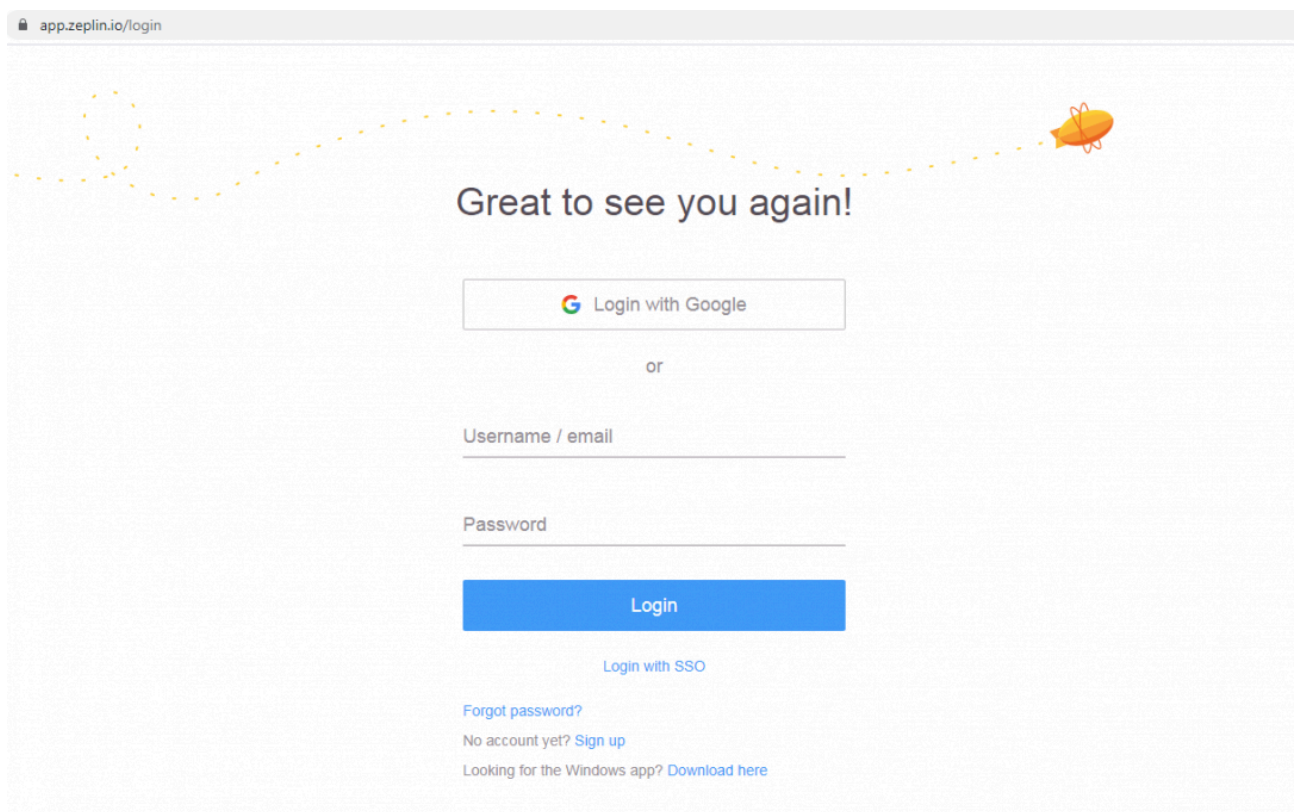 app.zeplin.io/login
Great to see you again!
Login with Google
or
Username / email
Password
Login
Login with SSO
Forgot password?
No account yet? Sign up
Looking for the Windows app? Download here